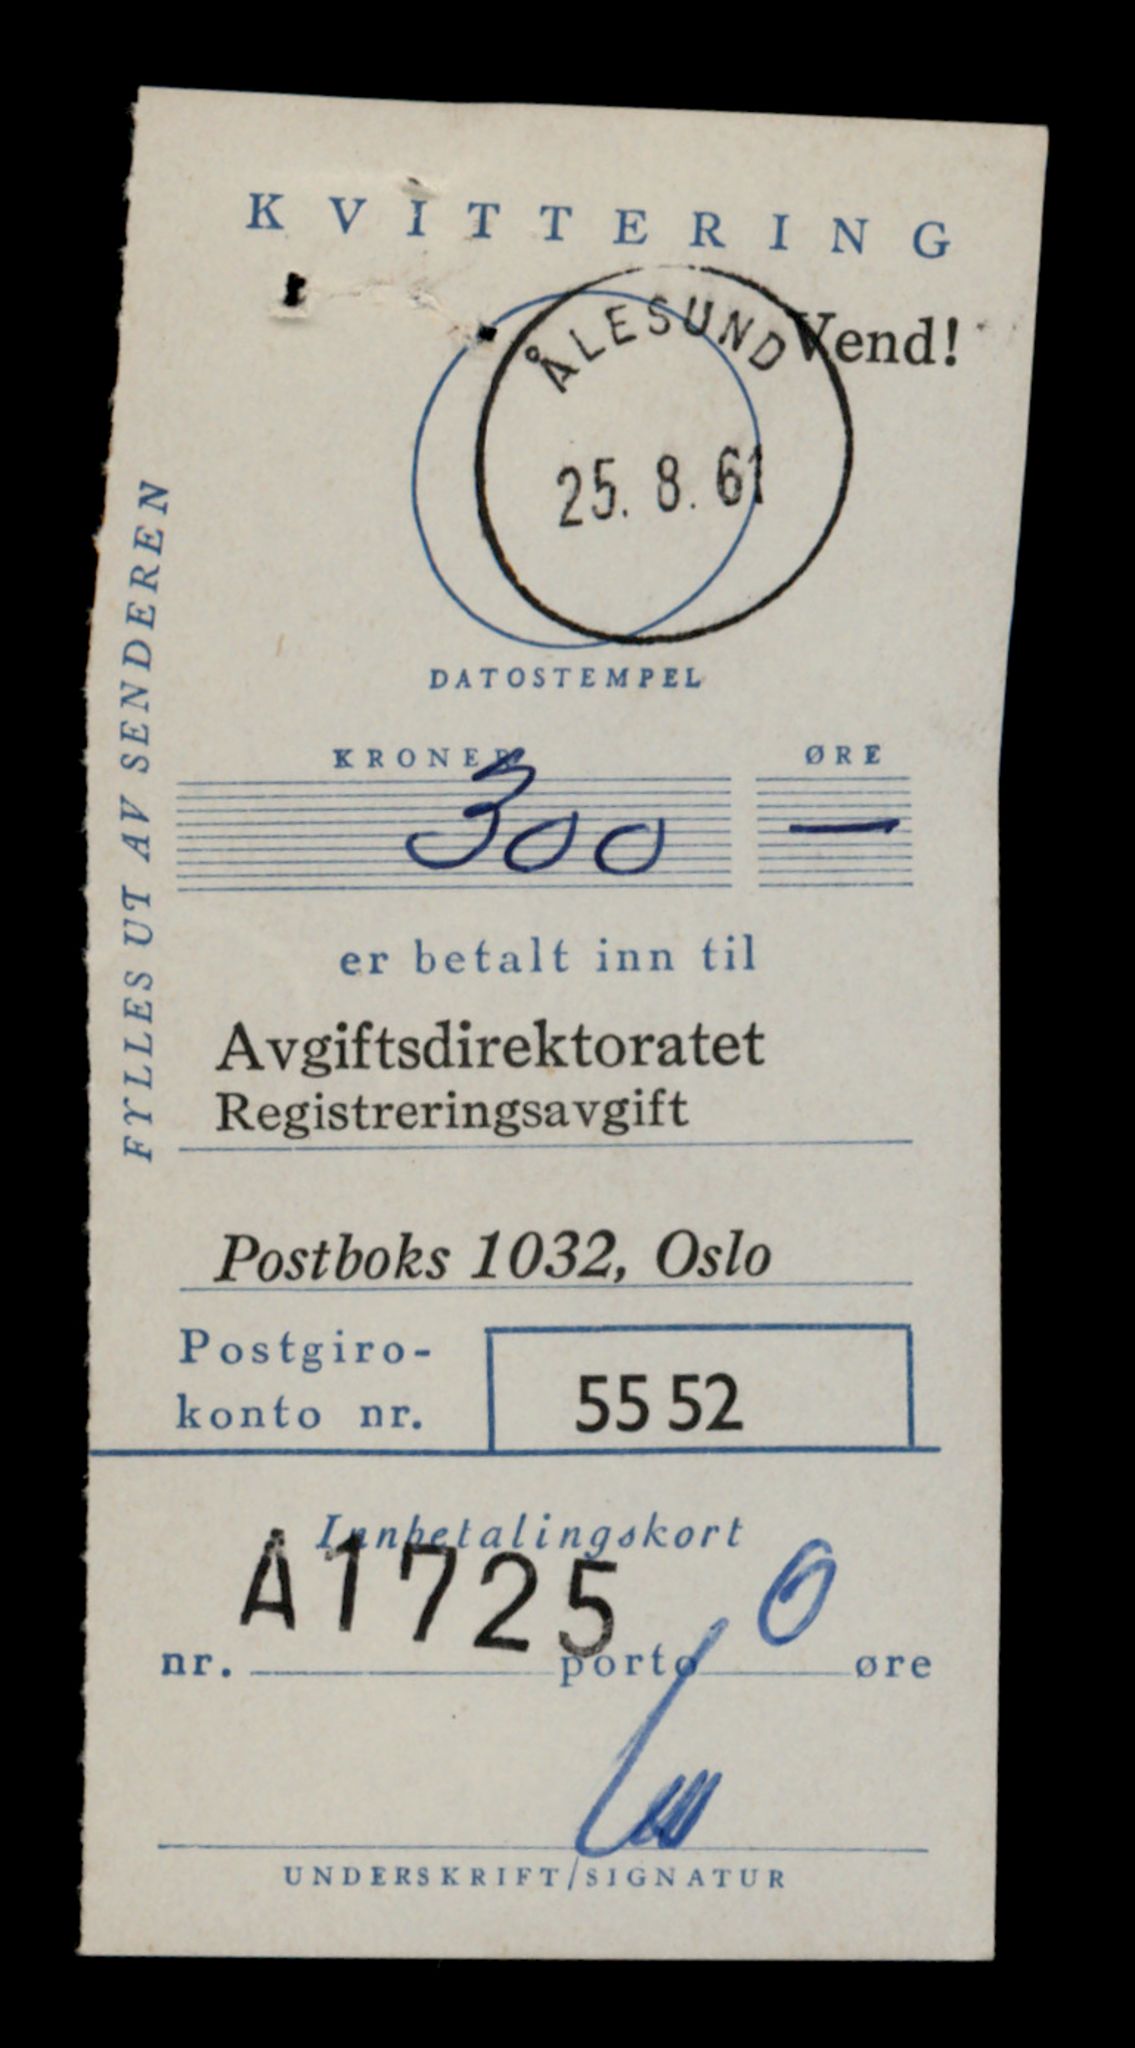 KVITTERING
Vend!
ÅLESUND
25. 8. 61
DATOSTEMPEL
FYLLES UT AV SENDEREN
KRONER ØRE
300 —
er betalt inn til
Avgiftsdirektoratet
Registreringsavgift
Postboks 1032, Oslo
Postgiro-
konto nr. 55 52
Innbetalingskort
A1725 0
nr. porto øre
UNDERSKRIFT/SIGNATUR